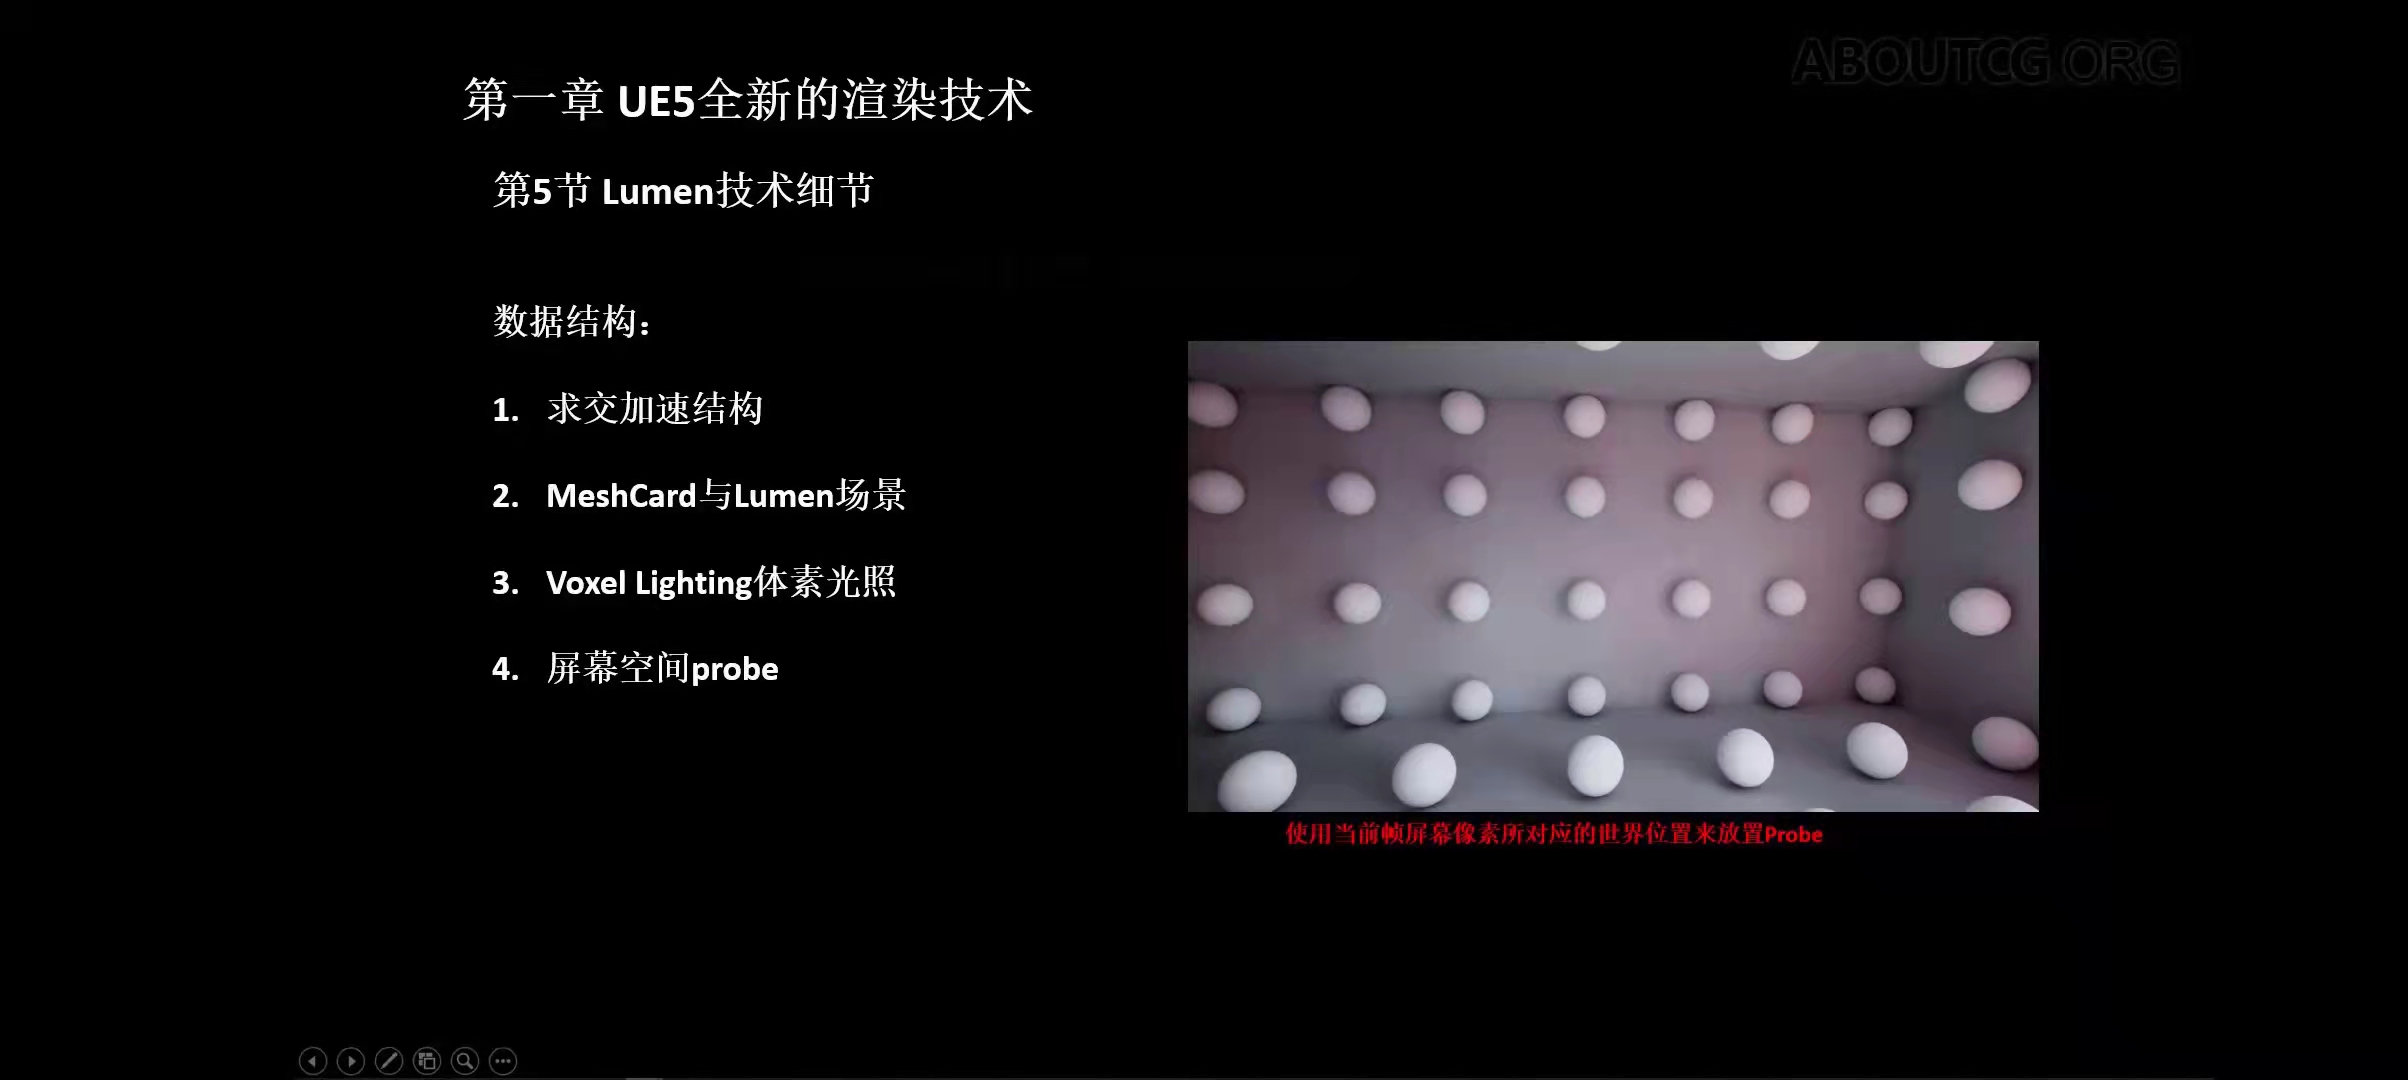 ABOUTCG.ORG
第一章 UE5全新的渲染技术
第5节 Lumen技术细节
数据结构：
1. 求交加速结构
2. MeshCard与Lumen场景
3. Voxel Lighting体素光照
4. 屏幕空间probe
使用当前帧屏幕像素所对应的世界位置来放置Probe